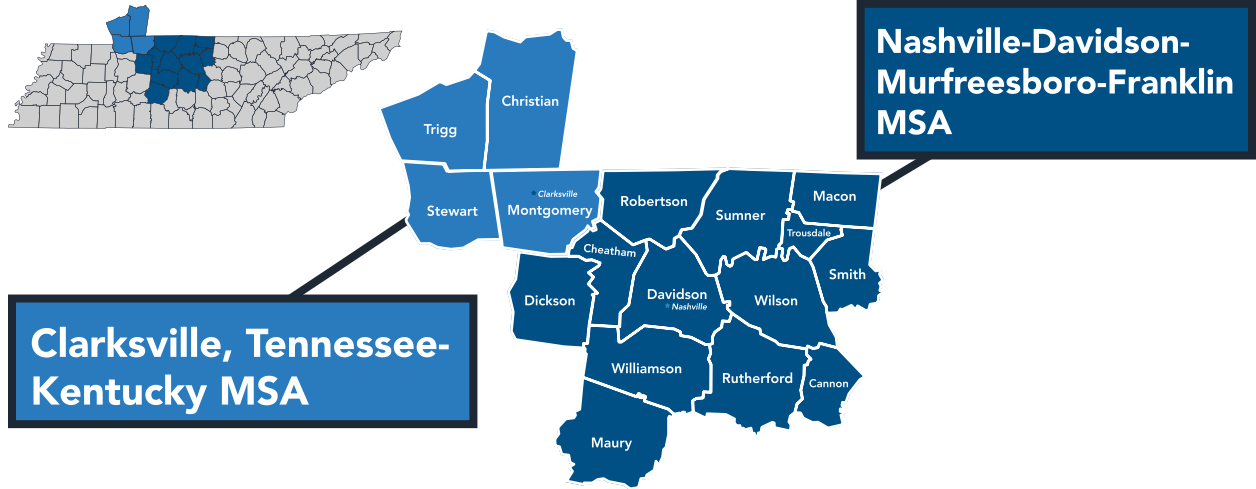 Nashville-Davidson-
Murfreesboro-Franklin
MSA
Christian
Trigg
Clarksville
Stewart
Montgomery
Robertson
Sumner
Macon
Trousdale
Cheatham
Smith
Dickson
Davidson
Nashville
Wilson
Clarksville, Tennessee-
Kentucky MSA
Williamson
Rutherford
Cannon
Maury